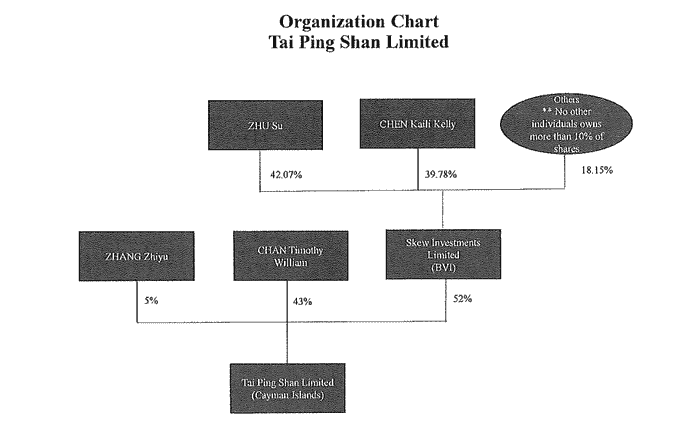 Organization Chart
Tai Ping Shan Limited
ZHU Su
CHEN Kaili Kelly
Others
** No other
individuals owns
more than 10% of
shares
42.07%
39.78%
18.15%
ZHANG Zhiyu
CHAN Timothy
William
Skew Investments
Limited
(BVI)
5%
43%
52%
Tai Ping Shan Limited
(Cayman Islands)